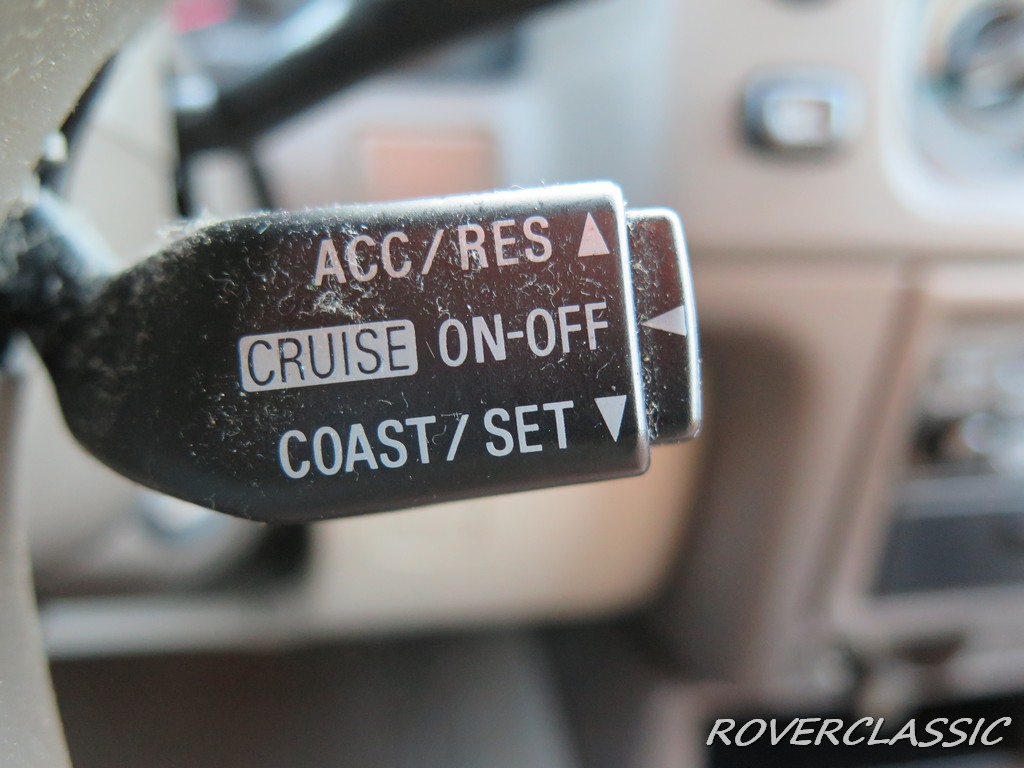 ACC/RES ▲
CRUISE ON-OFF ◀
COAST/SET ▼
ROVERCLASSIC